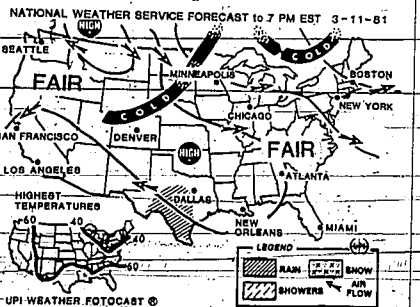 NATIONAL WEATHER SERVICE FORECAST to 7 PM EST 3-11-81
HIGH
SEATTLE
COLD
MINNEAPOLIS
BOSTON
FAIR
COLD
NEW YORK
CHICAGO
SAN FRANCISCO
DENVER
HIGH
FAIR
LOS ANGELES
ATLANTA
HIGHEST
TEMPERATURES
DALLAS
60
40
NEW
ORLEANS
MIAMI
40
60
LEGEND
RAIN
SNOW
SHOWERS
AIR
FLOW
UPI WEATHER FOTOCAST ®